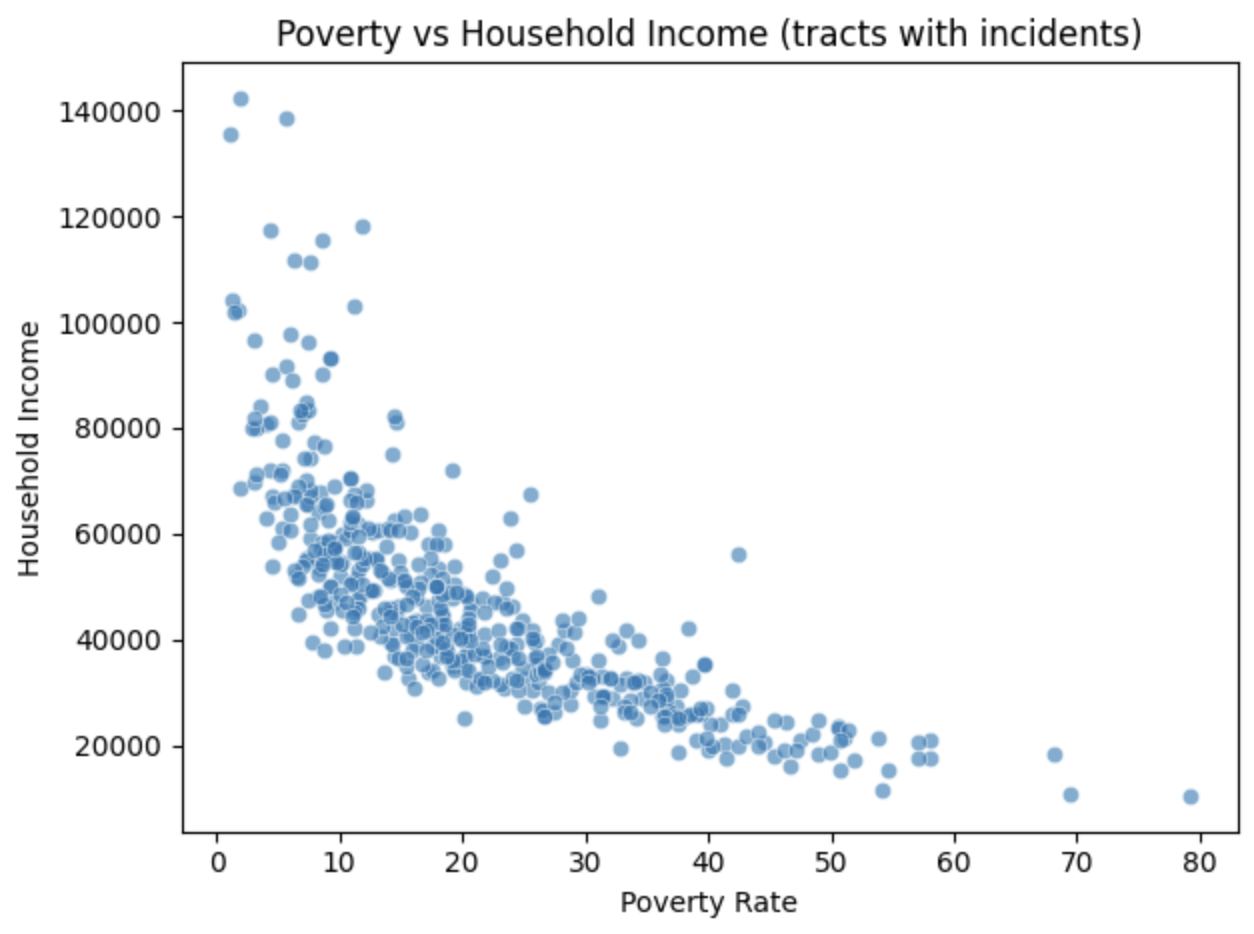 Poverty vs Household Income (tracts with incidents)
Household Income
140000
120000
100000
80000
60000
40000
20000
0 10 20 30 40 50 60 70 80
Poverty Rate